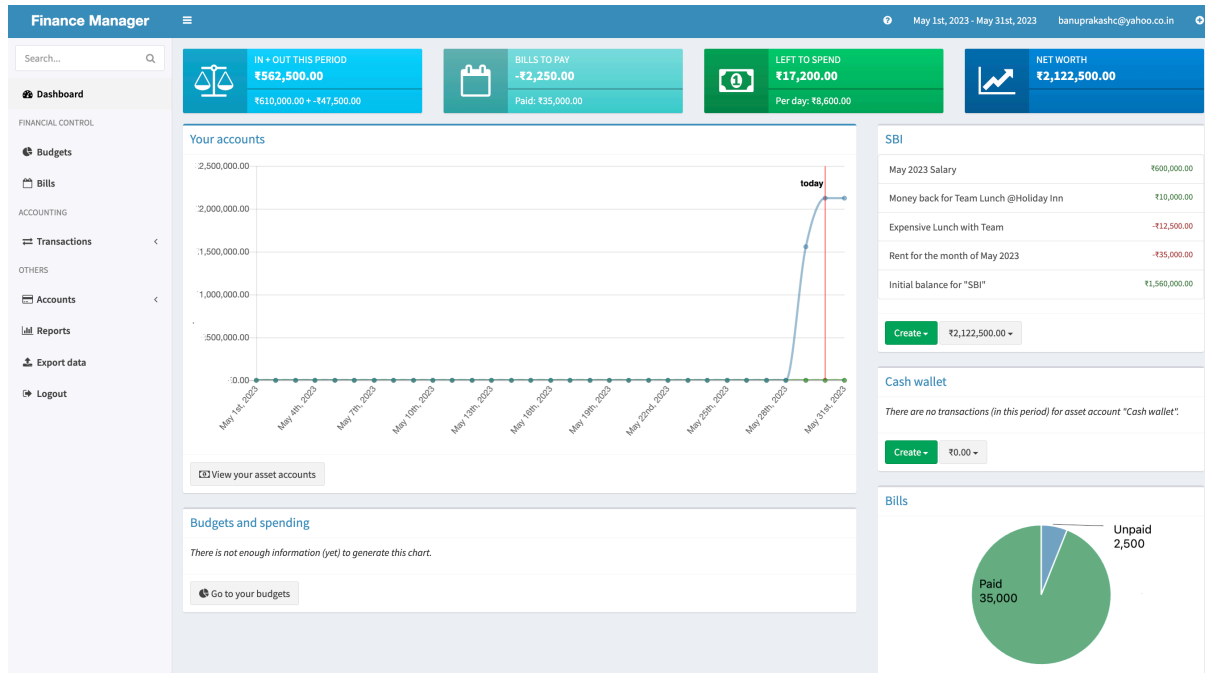 Finance Manager
May 1st, 2023 - May 31st, 2023
banuprakashc@yahoo.co.in
Search...
Dashboard
FINANCIAL CONTROL
Budgets
Bills
ACCOUNTING
Transactions
OTHERS
Accounts
Reports
Export data
Logout
IN + OUT THIS PERIOD
₹562,500.00
₹610,000.00 + -₹47,500.00
BILLS TO PAY
-₹2,250.00
Paid: ₹35,000.00
LEFT TO SPEND
₹17,200.00
Per day: ₹8,600.00
NET WORTH
₹2,122,500.00
Your accounts
2,500,000.00
2,000,000.00
1,500,000.00
1,000,000.00
500,000.00
0.00
today
May 1st, 2023
May 4th, 2023
May 7th, 2023
May 10th, 2023
May 13th, 2023
May 16th, 2023
May 19th, 2023
May 22nd, 2023
May 25th, 2023
May 28th, 2023
May 31st, 2023
View your asset accounts
Budgets and spending
There is not enough information (yet) to generate this chart.
Go to your budgets
SBI
May 2023 Salary ₹600,000.00
Money back for Team Lunch @Holiday Inn ₹10,000.00
Expensive Lunch with Team -₹12,500.00
Rent for the month of May 2023 -₹35,000.00
Initial balance for "SBI" ₹1,560,000.00
Create ₹2,122,500.00
Cash wallet
There are no transactions (in this period) for asset account "Cash wallet".
Create ₹0.00
Bills
Unpaid
2,500
Paid
35,000